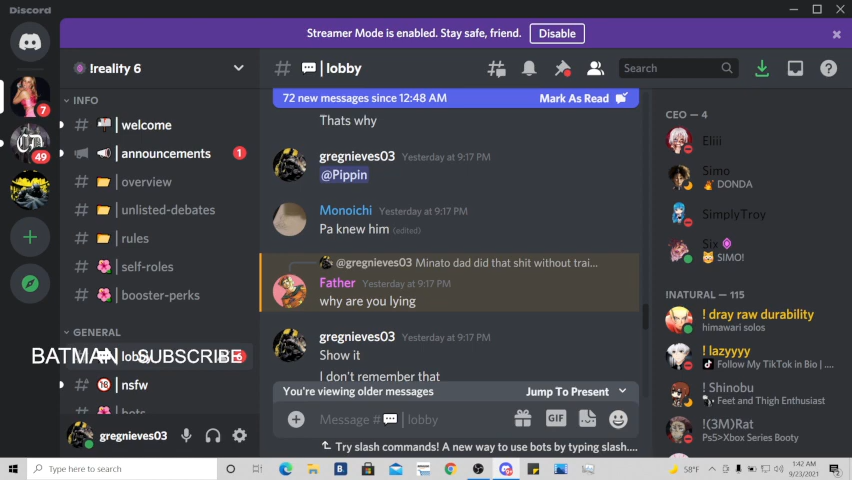 Discord
Streamer Mode is enabled. Stay safe, friend. Disable
!reality 6
# | lobby
Search
72 new messages since 12:48 AM Mark As Read
INFO
# | welcome
| announcements 1
# | overview
# | unlisted-debates
# | rules
# | self-roles
# | booster-perks
GENERAL
# | lobby 6
# | nsfw
# | bots
BATMAN SUBSCRIBE
7
49
gregnieves03
Thats why
gregnieves03 Yesterday at 9:17 PM
@Pippin
Monoichi Yesterday at 9:17 PM
Pa knew him (edited)
@gregnieves03 Minato dad did that shit without trai...
Father Yesterday at 9:17 PM
why are you lying
gregnieves03 Yesterday at 9:17 PM
Show it
I don't remember that
You're viewing older messages Jump To Present
Message # | lobby
GIF
Try slash commands! A new way to use bots by typing slash....
CEO — 4
Eliii
Simo
DONDA
SimplyTroy
Six
SIMO!
!NATURAL — 115
! dray raw durability
himawari solos
! lazyyyy
Follow My TikTok in Bio | ...
! Shinobu
Feet and Thigh Enthusiast
!(3M)Rat
Ps5>Xbox Series Booty
Type here to search
58°F
1:42 AM
9/23/2021
2